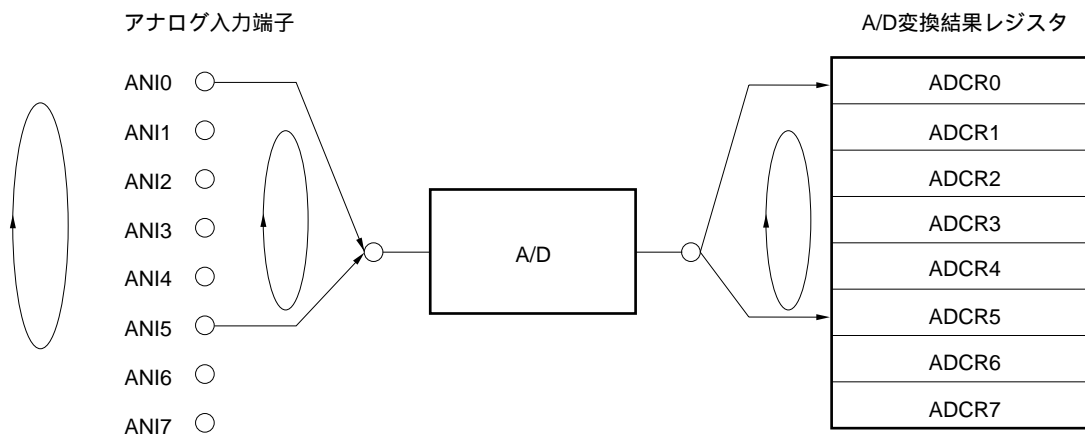 アナログ入力端子
A/D変換結果レジスタ
ANI0
ANI1
ANI2
ANI3
ANI4
ANI5
ANI6
ANI7
A/D
ADCR0
ADCR1
ADCR2
ADCR3
ADCR4
ADCR5
ADCR6
ADCR7